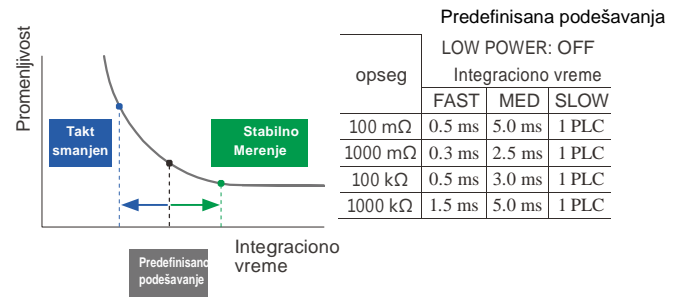 Promenljivost
Takt
smanjen
Stabilno
Merenje
Integraciono
vreme
Predefinisano
podešavanje
Predefinisana podešavanja
opseg
LOW POWER: OFF
Integraciono vreme
FAST MED SLOW
100 mΩ 0.5 ms 5.0 ms 1 PLC
1000 mΩ 0.3 ms 2.5 ms 1 PLC
100 kΩ 0.5 ms 3.0 ms 1 PLC
1000 kΩ 1.5 ms 5.0 ms 1 PLC